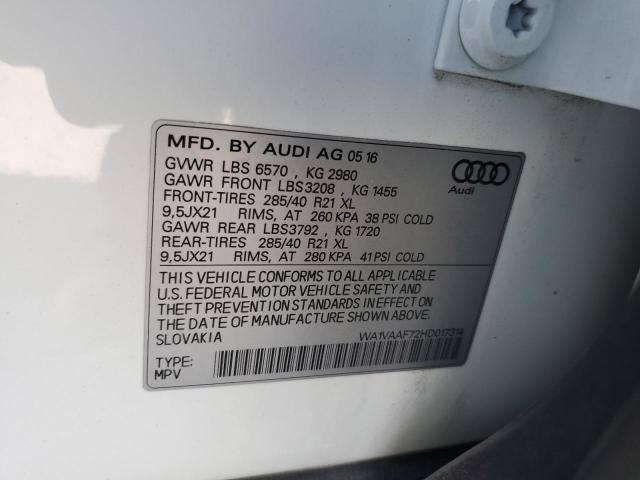 MFD. BY AUDI AG 05 16
GVWR LBS 6570 , KG 2980
GAWR FRONT LBS3208 , KG 1455
FRONT-TIRES 285/40 R21 XL
9,5JX21 RIMS, AT 260 KPA 38 PSI COLD
GAWR REAR LBS3792 , KG 1720
REAR-TIRES 285/40 R21 XL
9,5JX21 RIMS, AT 280 KPA 41 PSI COLD
Audi
THIS VEHICLE CONFORMS TO ALL APPLICABLE
U.S. FEDERAL MOTOR VEHICLE SAFETY AND
THEFT PREVENTION STANDARDS IN EFFECT ON
THE DATE OF MANUFACTURE SHOWN ABOVE.
SLOVAKIA
WA1VAAF72HD017314
TYPE:
MPV